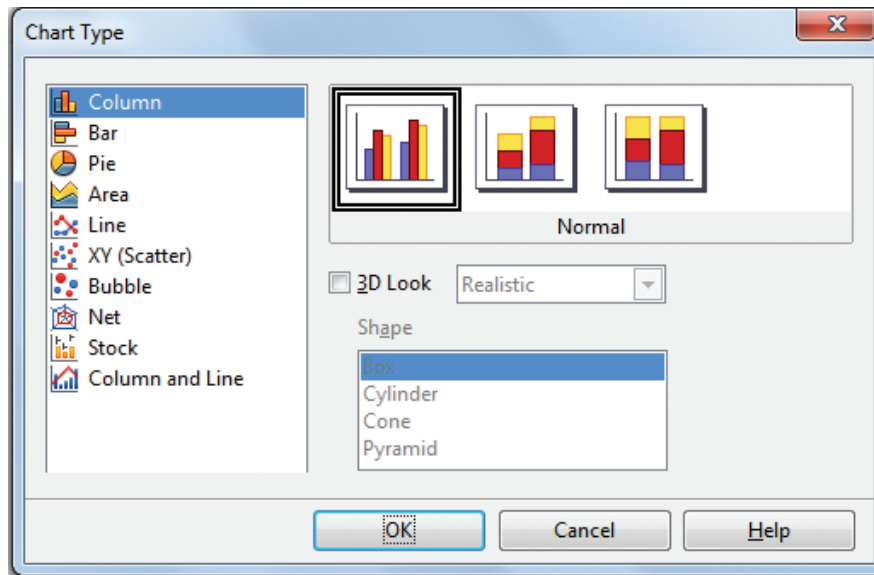 Chart Type
Column
Bar
Pie
Area
Line
XY (Scatter)
Bubble
Net
Stock
Column and Line
Normal
3D Look
Realistic
Shape
Box
Cylinder
Cone
Pyramid
OK
Cancel
Help